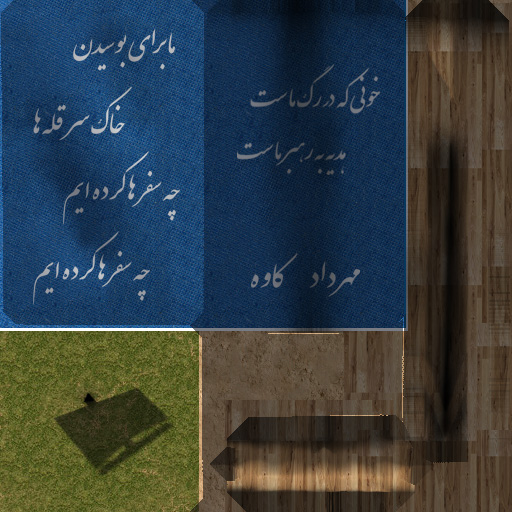 ما برای بوسیدن
خاک سر قله ها
چه سفرها کرده ایم
چه سفرها کرده ایم
خونی که در رگ ماست
هدیه به رهبر ماست
مهرداد کاوه